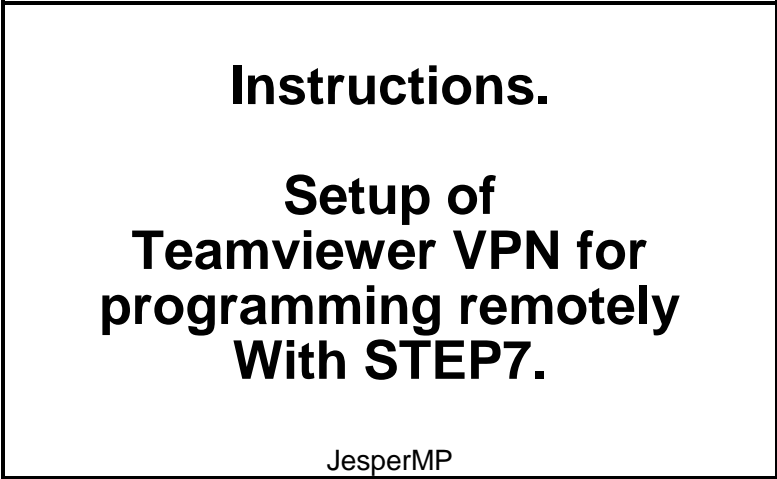 Instructions.
Setup of
Teamviewer VPN for
programming remotely
With STEP7.
JesperMP